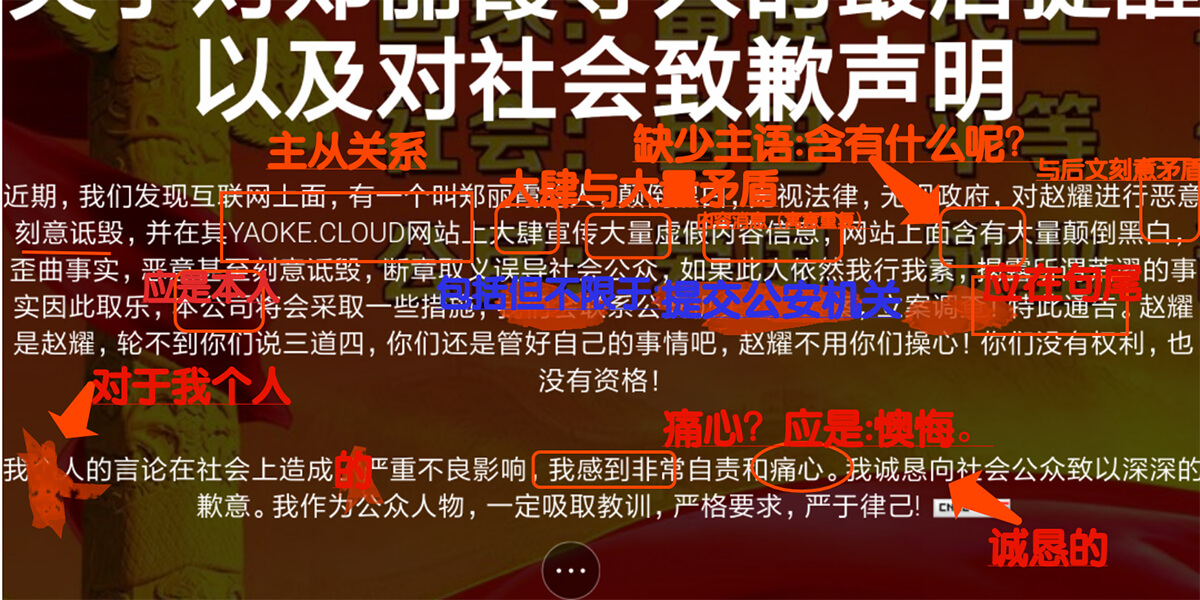 以及对社会致歉声明
主从关系
缺少主语:含有什么呢?
大肆与大量矛盾
与后文刻意矛盾
近期，我们发现互联网上面，有一个叫郑丽霞 颠倒 视法律，无 政府，对赵耀进行恶意
刻意诋毁，并在其YAOKE.CLOUD网站上大肆宣传大量虚假内容信息，网站上面含有大量颠倒黑白，
歪曲事实，恶意 刻意诋毁，断章取义误导社会公众，如果此人依然我行我素， 的事
应是本人
包括但不限于
提交公安机关
应在句尾
实因此取乐，本公司将会采取一些措施， 案调查！特此通告。赵耀
是赵耀，轮不到你们说三道四，你们还是管好自己的事情吧，赵耀不用你们操心！你们没有权利，也
没有资格！
对于我个人
痛心？应是:懊悔。
我 人的言论在社会上造成的严重不良影响，我感到非常自责和痛心。我诚恳向社会公众致以深深的
歉意。我作为公众人物，一定吸取教训，严格要求，严于律己!
诚恳的